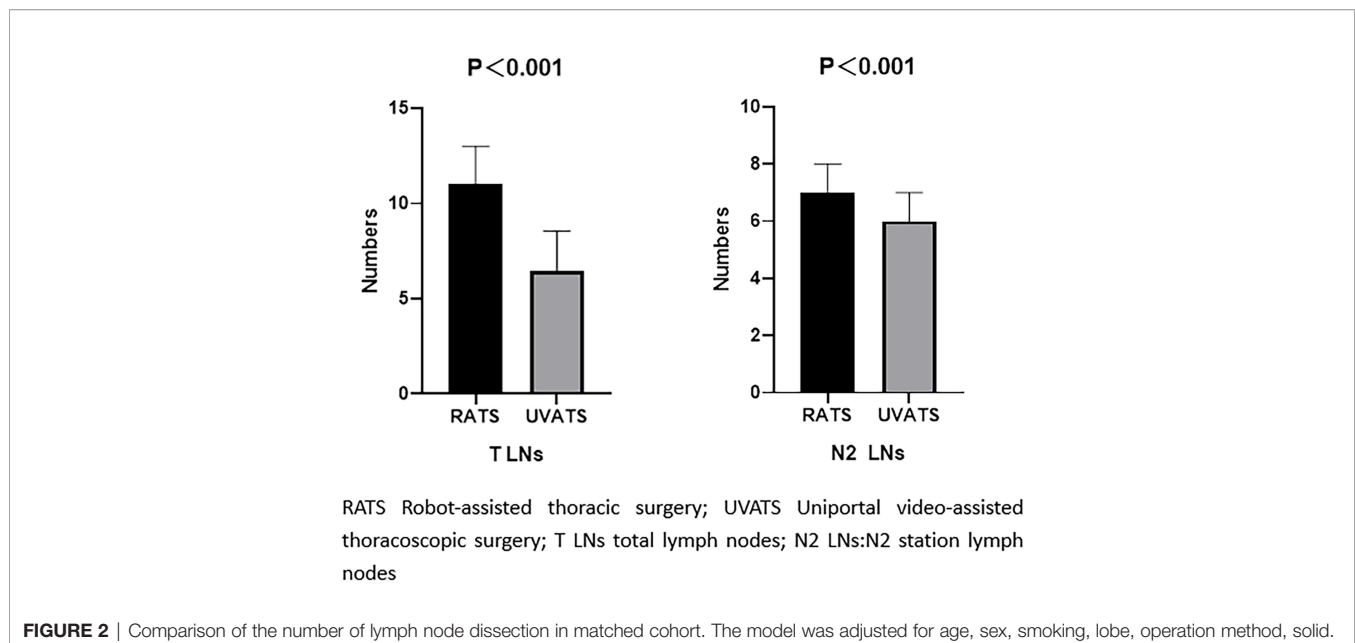 P<0.001
15
10
5
0
Numbers
RATS UVATS
T LNs
P<0.001
10
8
6
4
2
0
Numbers
RATS UVATS
N2 LNs
RATS Robot-assisted thoracic surgery; UVATS Uniportal video-assisted
thoracoscopic surgery; T LNs total lymph nodes; N2 LNs:N2 station lymph
nodes
FIGURE 2 | Comparison of the number of lymph node dissection in matched cohort. The model was adjusted for age, sex, smoking, lobe, operation method, solid.